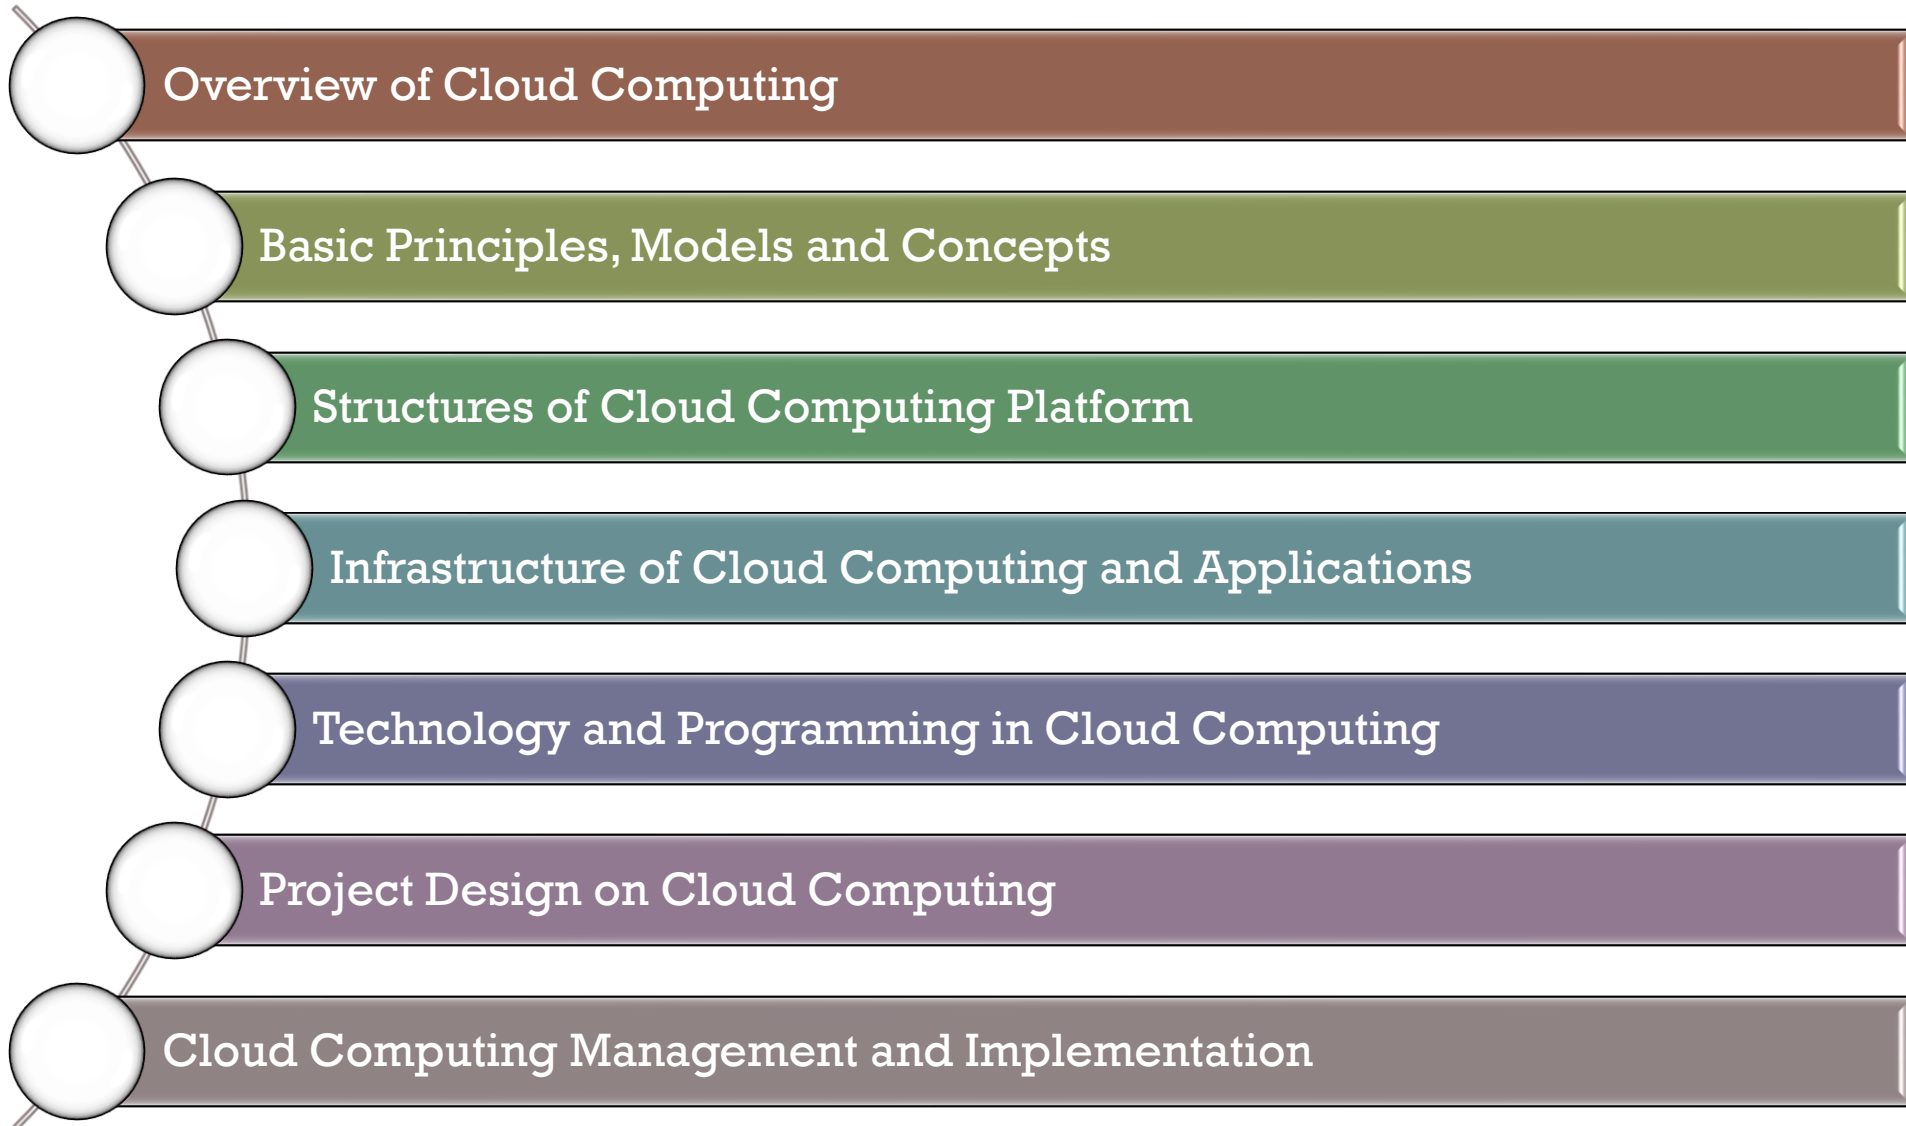 Overview of Cloud Computing
Basic Principles, Models and Concepts
Structures of Cloud Computing Platform
Infrastructure of Cloud Computing and Applications
Technology and Programming in Cloud Computing
Project Design on Cloud Computing
Cloud Computing Management and Implementation